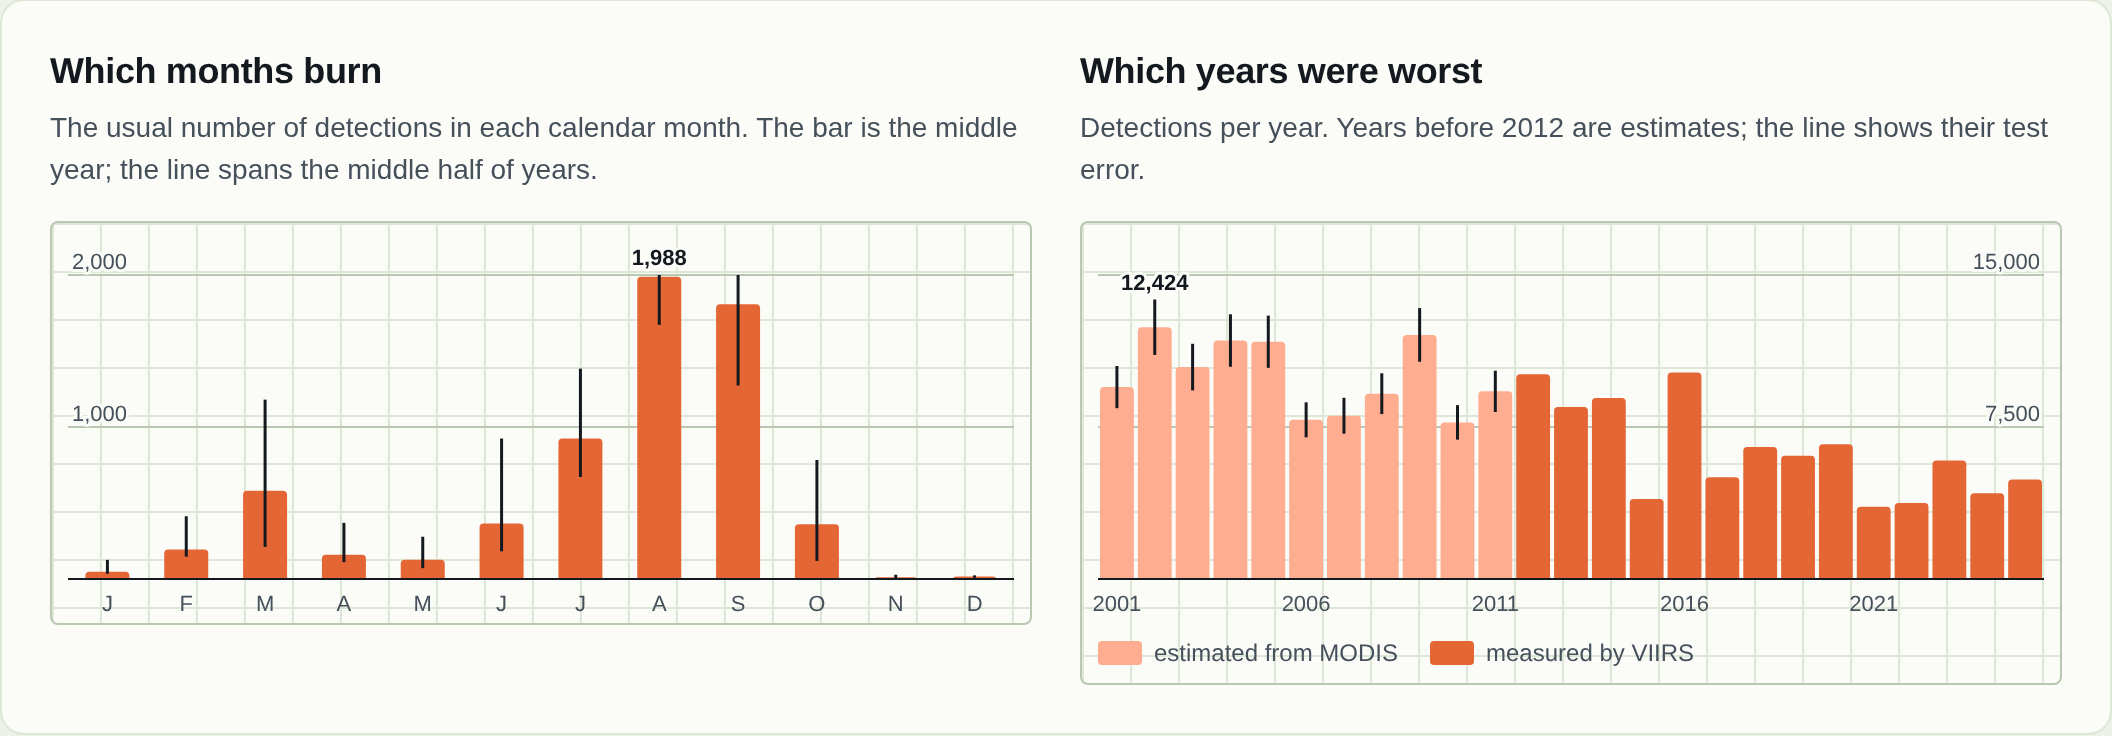 Which months burn
The usual number of detections in each calendar month. The bar is the middle
year; the line spans the middle half of years.
2,000
1,988
1,000
J F M A M J J A S O N D
Which years were worst
Detections per year. Years before 2012 are estimates; the line shows their test
error.
15,000
12,424
7,500
2001 2006 2011 2016 2021
estimated from MODIS measured by VIIRS